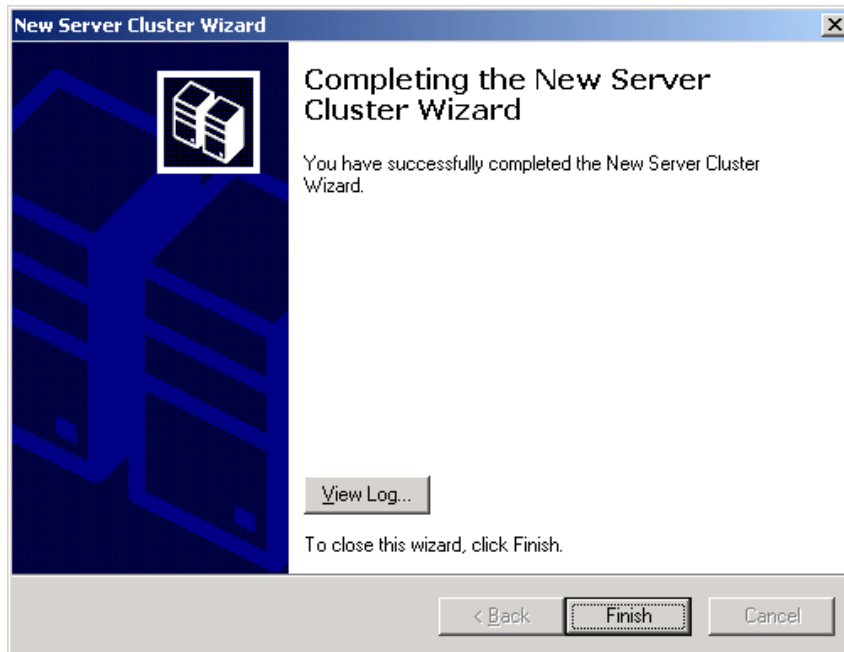 New Server Cluster Wizard
Completing the New Server
Cluster Wizard
You have successfully completed the New Server Cluster
Wizard.
View Log...
To close this wizard, click Finish.
< Back
Finish
Cancel